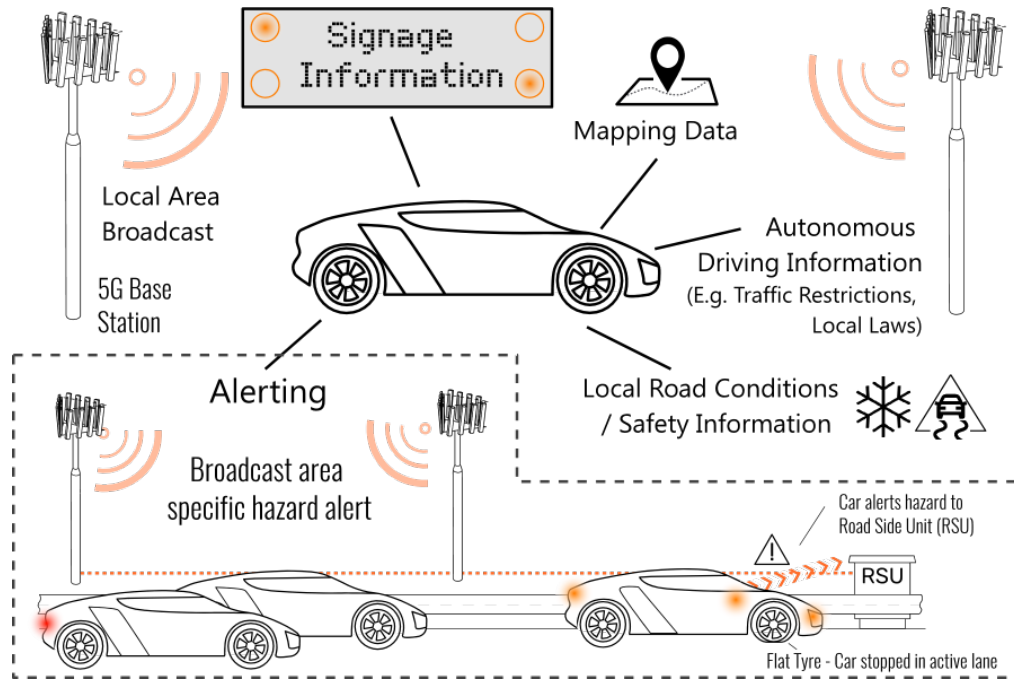 Signage
Information
Mapping Data
Local Area
Broadcast
5G Base
Station
Autonomous
Driving Information
(E.g. Traffic Restrictions,
Local Laws)
Alerting
Local Road Conditions
/ Safety Information
Broadcast area
specific hazard alert
Car alerts hazard to
Road Side Unit (RSU)
!
RSU
Flat Tyre - Car stopped in active lane